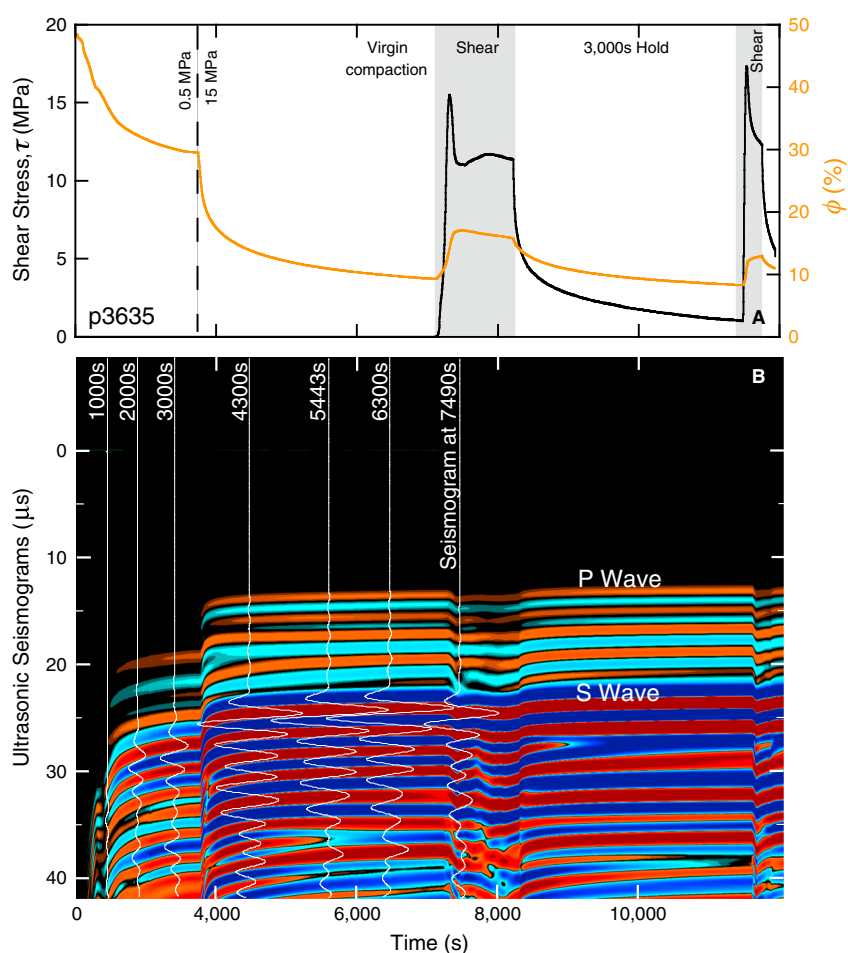 20
15
10
5
0
Shear Stress, τ (MPa)
0.5 MPa
15 MPa
Virgin
compaction
Shear
3,000s Hold
Shear
50
40
30
20
10
0
ϕ (%)
p3635
A
B
1000s
2000s
3000s
4300s
5443s
6300s
Seismogram at 7490s
0
10
20
30
40
Ultrasonic Seismograms (μs)
P Wave
S Wave
0
4,000
6,000
8,000
10,000
Time (s)